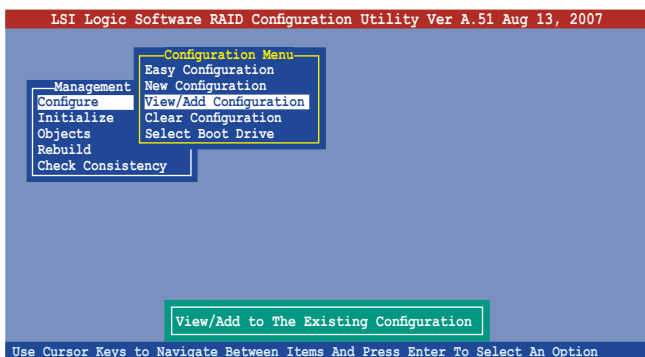 LSI Logic Software RAID Configuration Utility Ver A.51 Aug 13, 2007
Management
Configure
Initialize
Objects
Rebuild
Check Consistency
Configuration Menu
Easy Configuration
New Configuration
View/Add Configuration
Clear Configuration
Select Boot Drive
View/Add to The Existing Configuration
Use Cursor Keys to Navigate Between Items And Press Enter To Select An Option